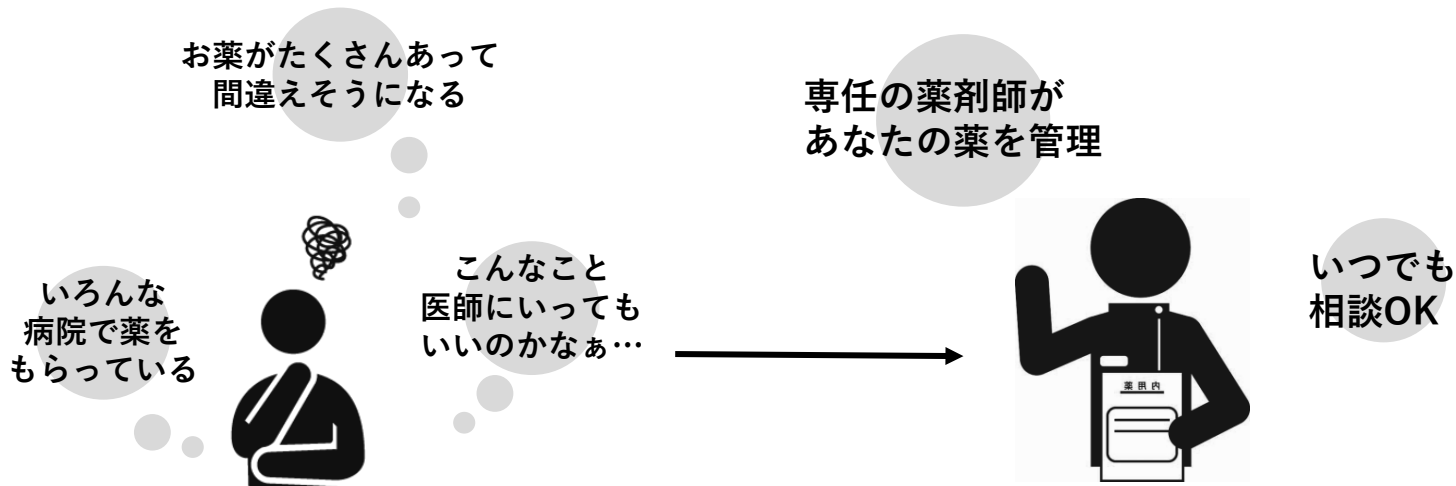 お薬がたくさんあって
間違えそうになる
いろんな
病院で薬を
もらっている
こんなこと
医師にいっても
いいのかなぁ…
専任の薬剤師が
あなたの薬を管理
いつでも
相談OK
内用薬